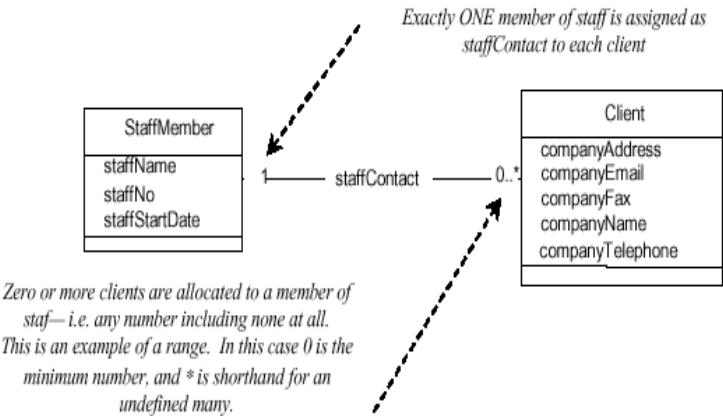 Exactly ONE member of staff is assigned as
staffContact to each client
StaffMember
staffName
staffNo
staffStartDate
1
staffContact
0..*
Client
companyAddress
companyEmail
companyFax
companyName
companyTelephone
Zero or more clients are allocated to a member of
staf— i.e. any number including none at all.
This is an example of a range. In this case 0 is the
minimum number, and * is shorthand for an
undefined many.